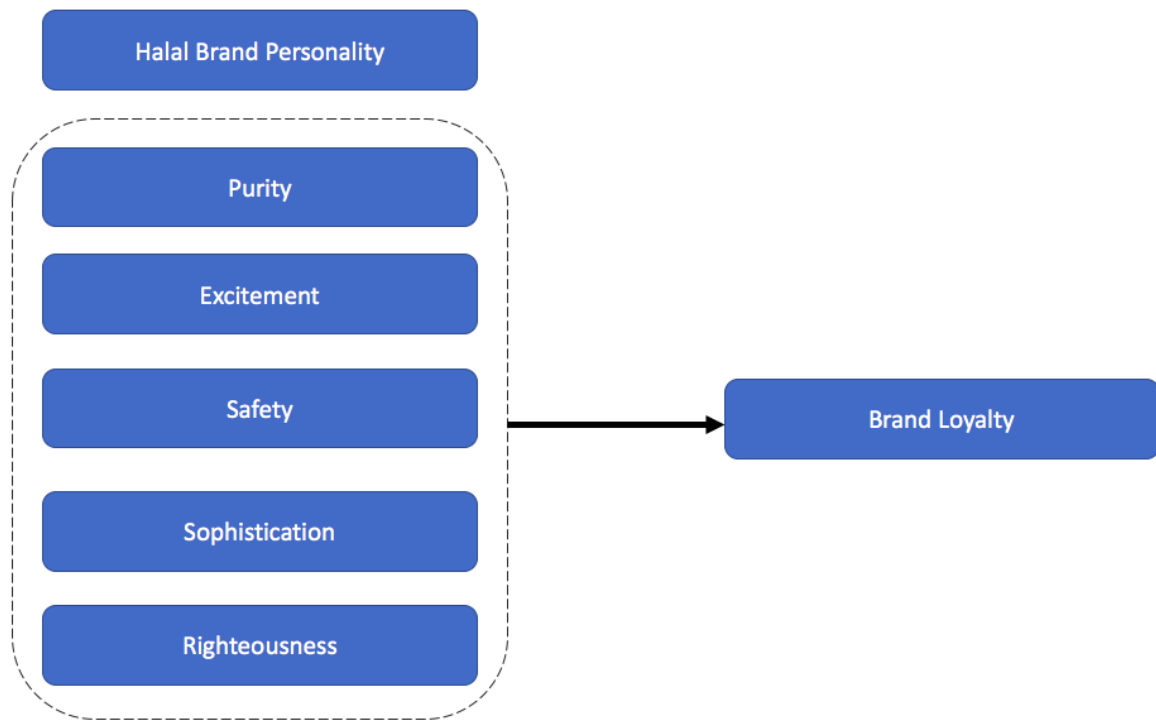 Halal Brand Personality
Purity
Excitement
Safety
Brand Loyalty
Sophistication
Righteousness